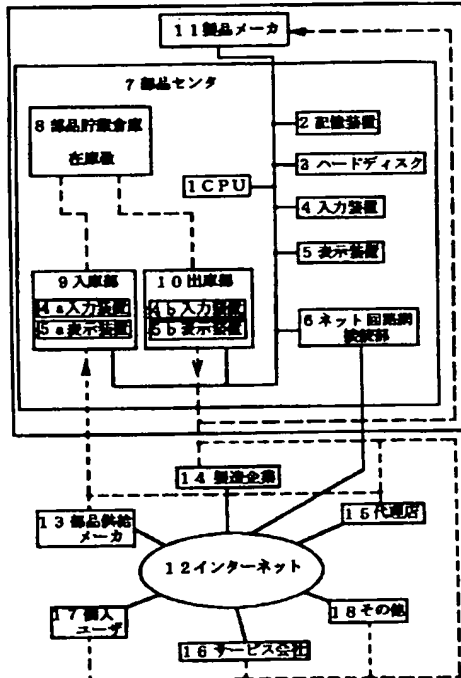 11製品メーカ
7部品センタ
8部品貯蔵倉庫
在庫数
2記憶装置
3ハードディスク
1CPU
4入力装置
5表示装置
9入庫部
4a入力装置
5a表示装置
10出庫部
4b入力装置
5b表示装置
6ネット回路網
接続部
14製造企業
13部品供給
メーカ
15代理店
12インターネット
17個人
ユーザ
18その他
16サービス会社